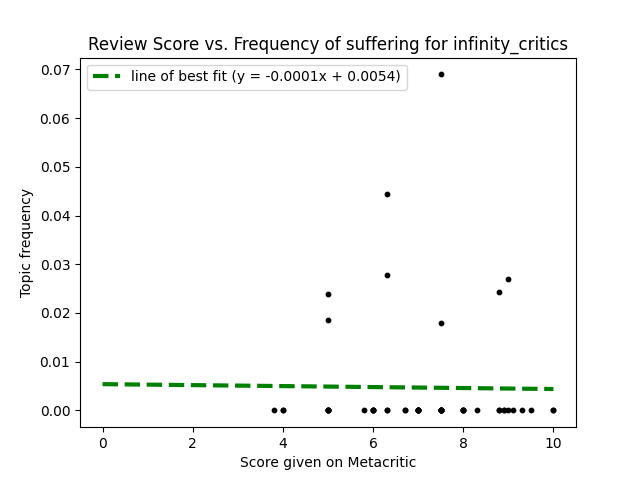 Review Score vs. Frequency of suffering for infinity_critics
line of best fit (y = -0.0001x + 0.0054)
Topic frequency
0.07
0.06
0.05
0.04
0.03
0.02
0.01
0.00
0 2 4 6 8 10
Score given on Metacritic